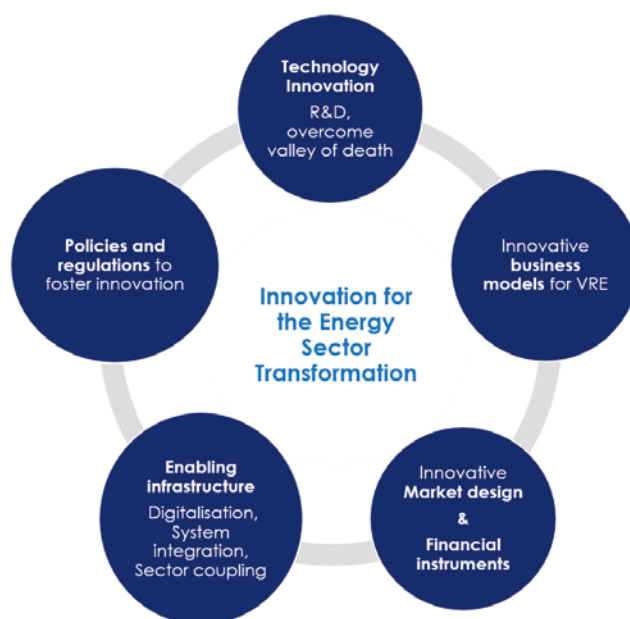 Technology
Innovation
R&D,
overcome
valley of death
Policies and
regulations to
foster innovation
Innovative
business
models for VRE
Innovation for
the Energy
Sector
Transformation
Enabling
infrastructure
Digitalisation,
System
integration,
Sector coupling
Innovative
Market design
&
Financial
instruments